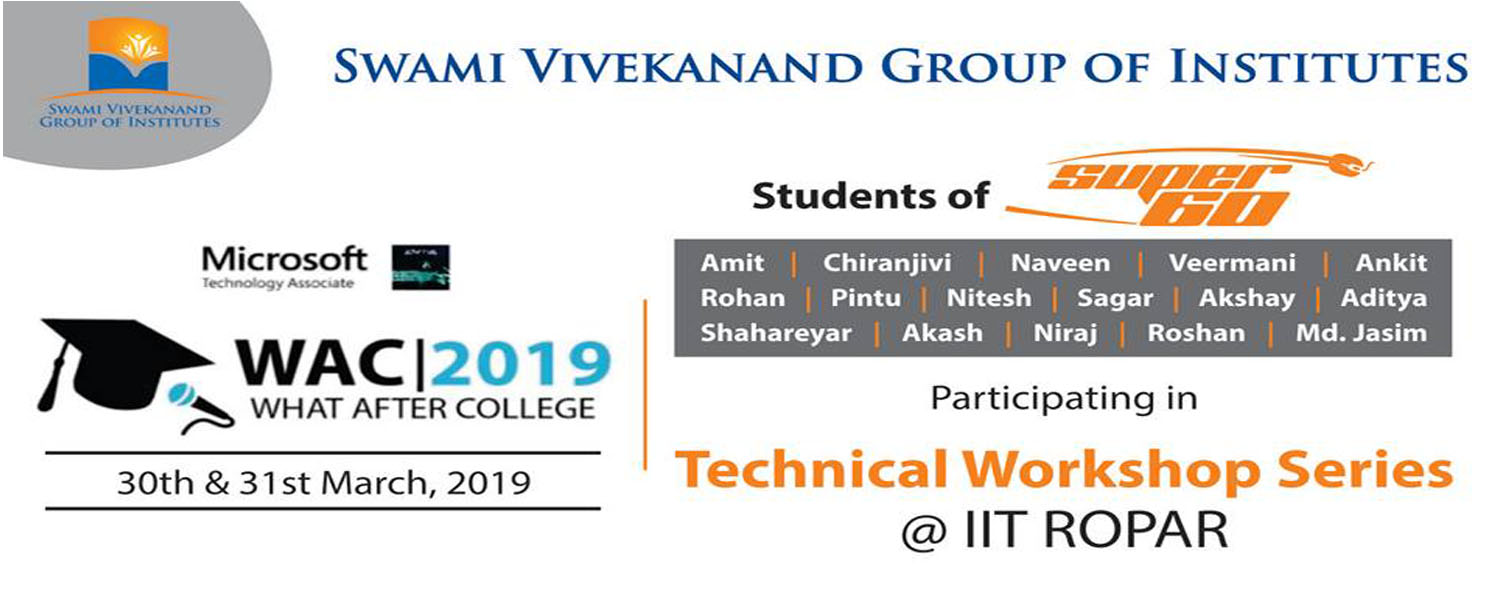 SWAMI VIVEKANAND
GROUP OF INSTITUTES
SWAMI VIVEKANAND GROUP OF INSTITUTES
Students of super 60
Amit | Chiranjivi | Naveen | Veermani | Ankit
Rohan | Pintu | Nitesh | Sagar | Akshay | Aditya
Shahareyar | Akash | Niraj | Roshan | Md. Jasim
Participating in
Technical Workshop Series
@ IIT ROPAR
Microsoft
Technology Associate
WAC|2019
WHAT AFTER COLLEGE
30th & 31st March, 2019